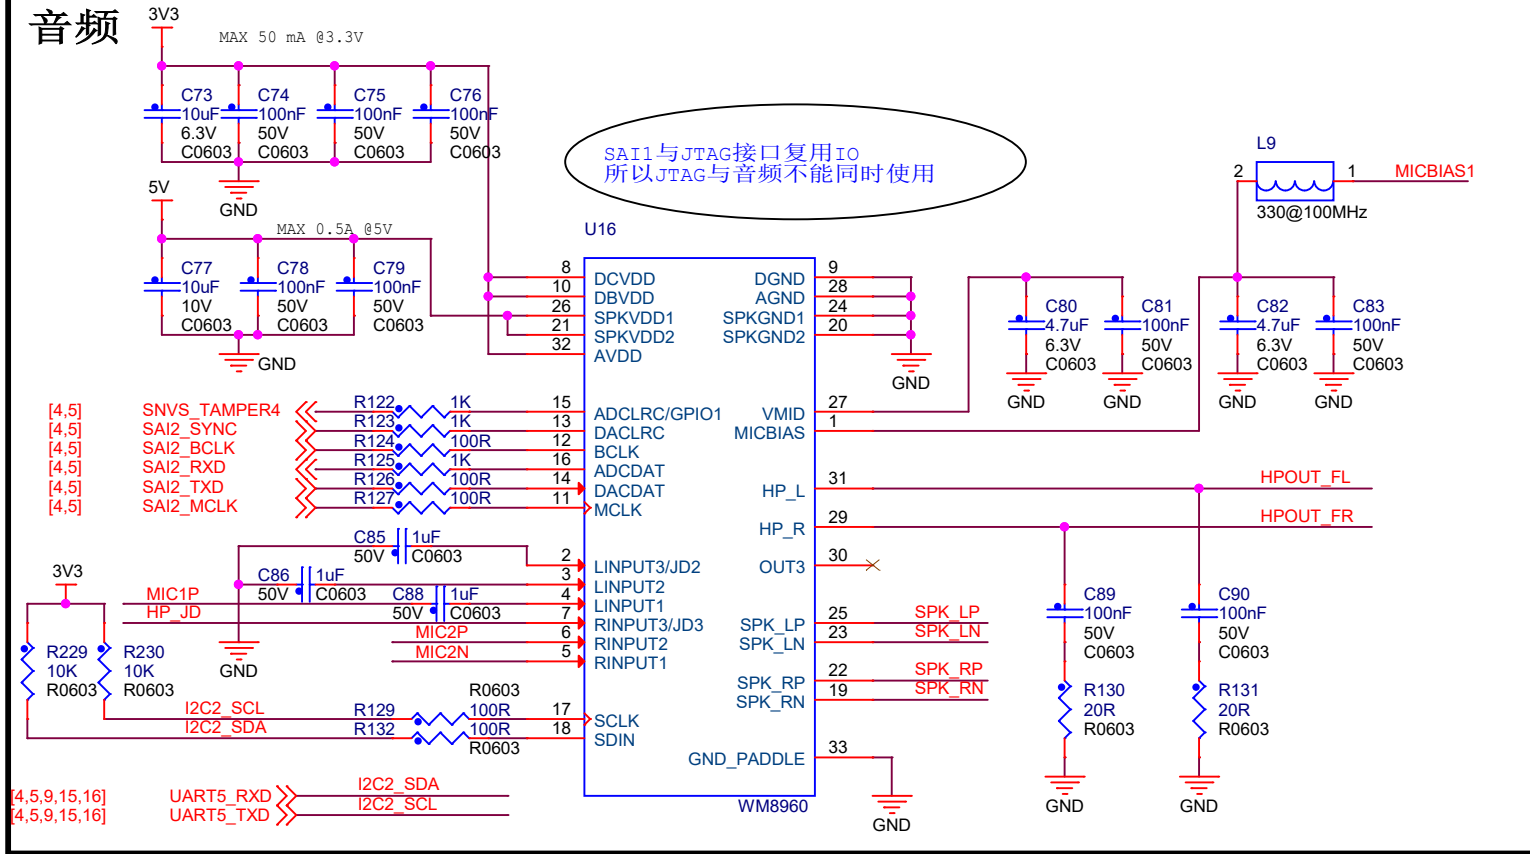 音频
3V3
MAX 50 mA @3.3V
C73
10uF
6.3V
C0603
C74
100nF
50V
C0603
C75
100nF
50V
C0603
C76
100nF
50V
C0603
GND
5V
MAX 0.5A @5V
C77
10uF
10V
C0603
C78
100nF
50V
C0603
C79
100nF
50V
C0603
GND
SAI1与JTAG接口复用IO
所以JTAG与音频不能同时使用
L9
2 1 MICBIAS1
330@100MHz
U16
8 DCVDD
10 DBVDD
26 SPKVDD1
21 SPKVDD2
32 AVDD
DGND 9
AGND 28
SPKGND1 24
SPKGND2 20
GND
C80
4.7uF
6.3V
C0603
GND
C81
100nF
50V
C0603
GND
C82
4.7uF
6.3V
C0603
GND
C83
100nF
50V
C0603
GND
[4,5] SNVS_TAMPER4 R122 1K 15 ADCLRC/GPIO1
[4,5] SAI2_SYNC R123 1K 13 DACLRC
[4,5] SAI2_BCLK R124 100R 12 BCLK
[4,5] SAI2_RXD R125 1K 16 ADCDAT
[4,5] SAI2_TXD R126 100R 14 DACDAT
[4,5] SAI2_MCLK R127 100R 11 MCLK
VMID 27
MICBIAS 1
HP_L 31 HPOUT_FL
HP_R 29 HPOUT_FR
OUT3 30
C85 1uF
50V C0603
2 LINPUT3/JD2
C86 1uF
50V C0603
3 LINPUT2
C88 1uF
50V C0603
MIC1P 4 LINPUT1
HP_JD 7 RINPUT3/JD3
MIC2P 6 RINPUT2
MIC2N 5 RINPUT1
GND
3V3
R229
10K
R0603
R230
10K
R0603
SPK_LP 25 SPK_LP
SPK_LN 23 SPK_LN
SPK_RP 22 SPK_RP
SPK_RN 19 SPK_RN
C89
100nF
50V
C0603
R130
20R
R0603
GND
C90
100nF
50V
C0603
R131
20R
R0603
GND
R0603
I2C2_SCL R129 100R 17 SCLK
I2C2_SDA R132 100R 18 SDIN
R0603
GND_PADDLE 33
GND
WM8960
[4,5,9,15,16] UART5_RXD I2C2_SDA
[4,5,9,15,16] UART5_TXD I2C2_SCL